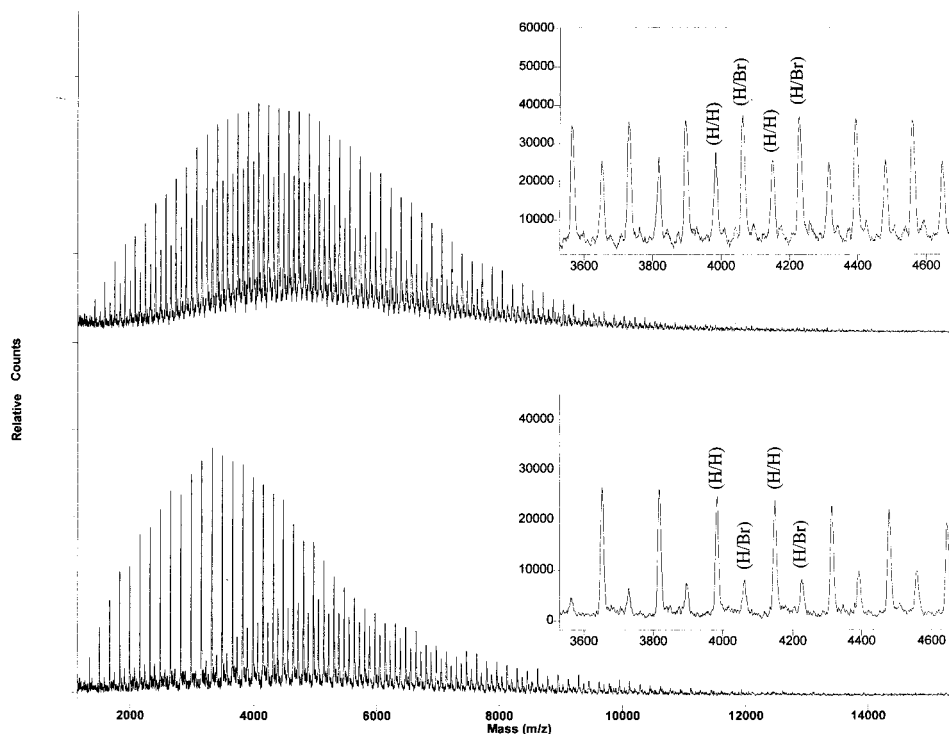 60000
50000
40000
30000
20000
10000
(H/H)
(H/Br)
(H/H)
(H/Br)
3600 3800 4000 4200 4400 4600
Relative Counts
40000
30000
20000
10000
0
(H/H)
(H/Br)
(H/H)
(H/Br)
3600 3800 4000 4200 4400 4600
2000 4000 6000 8000 10000 12000 14000
Mass (m/z)